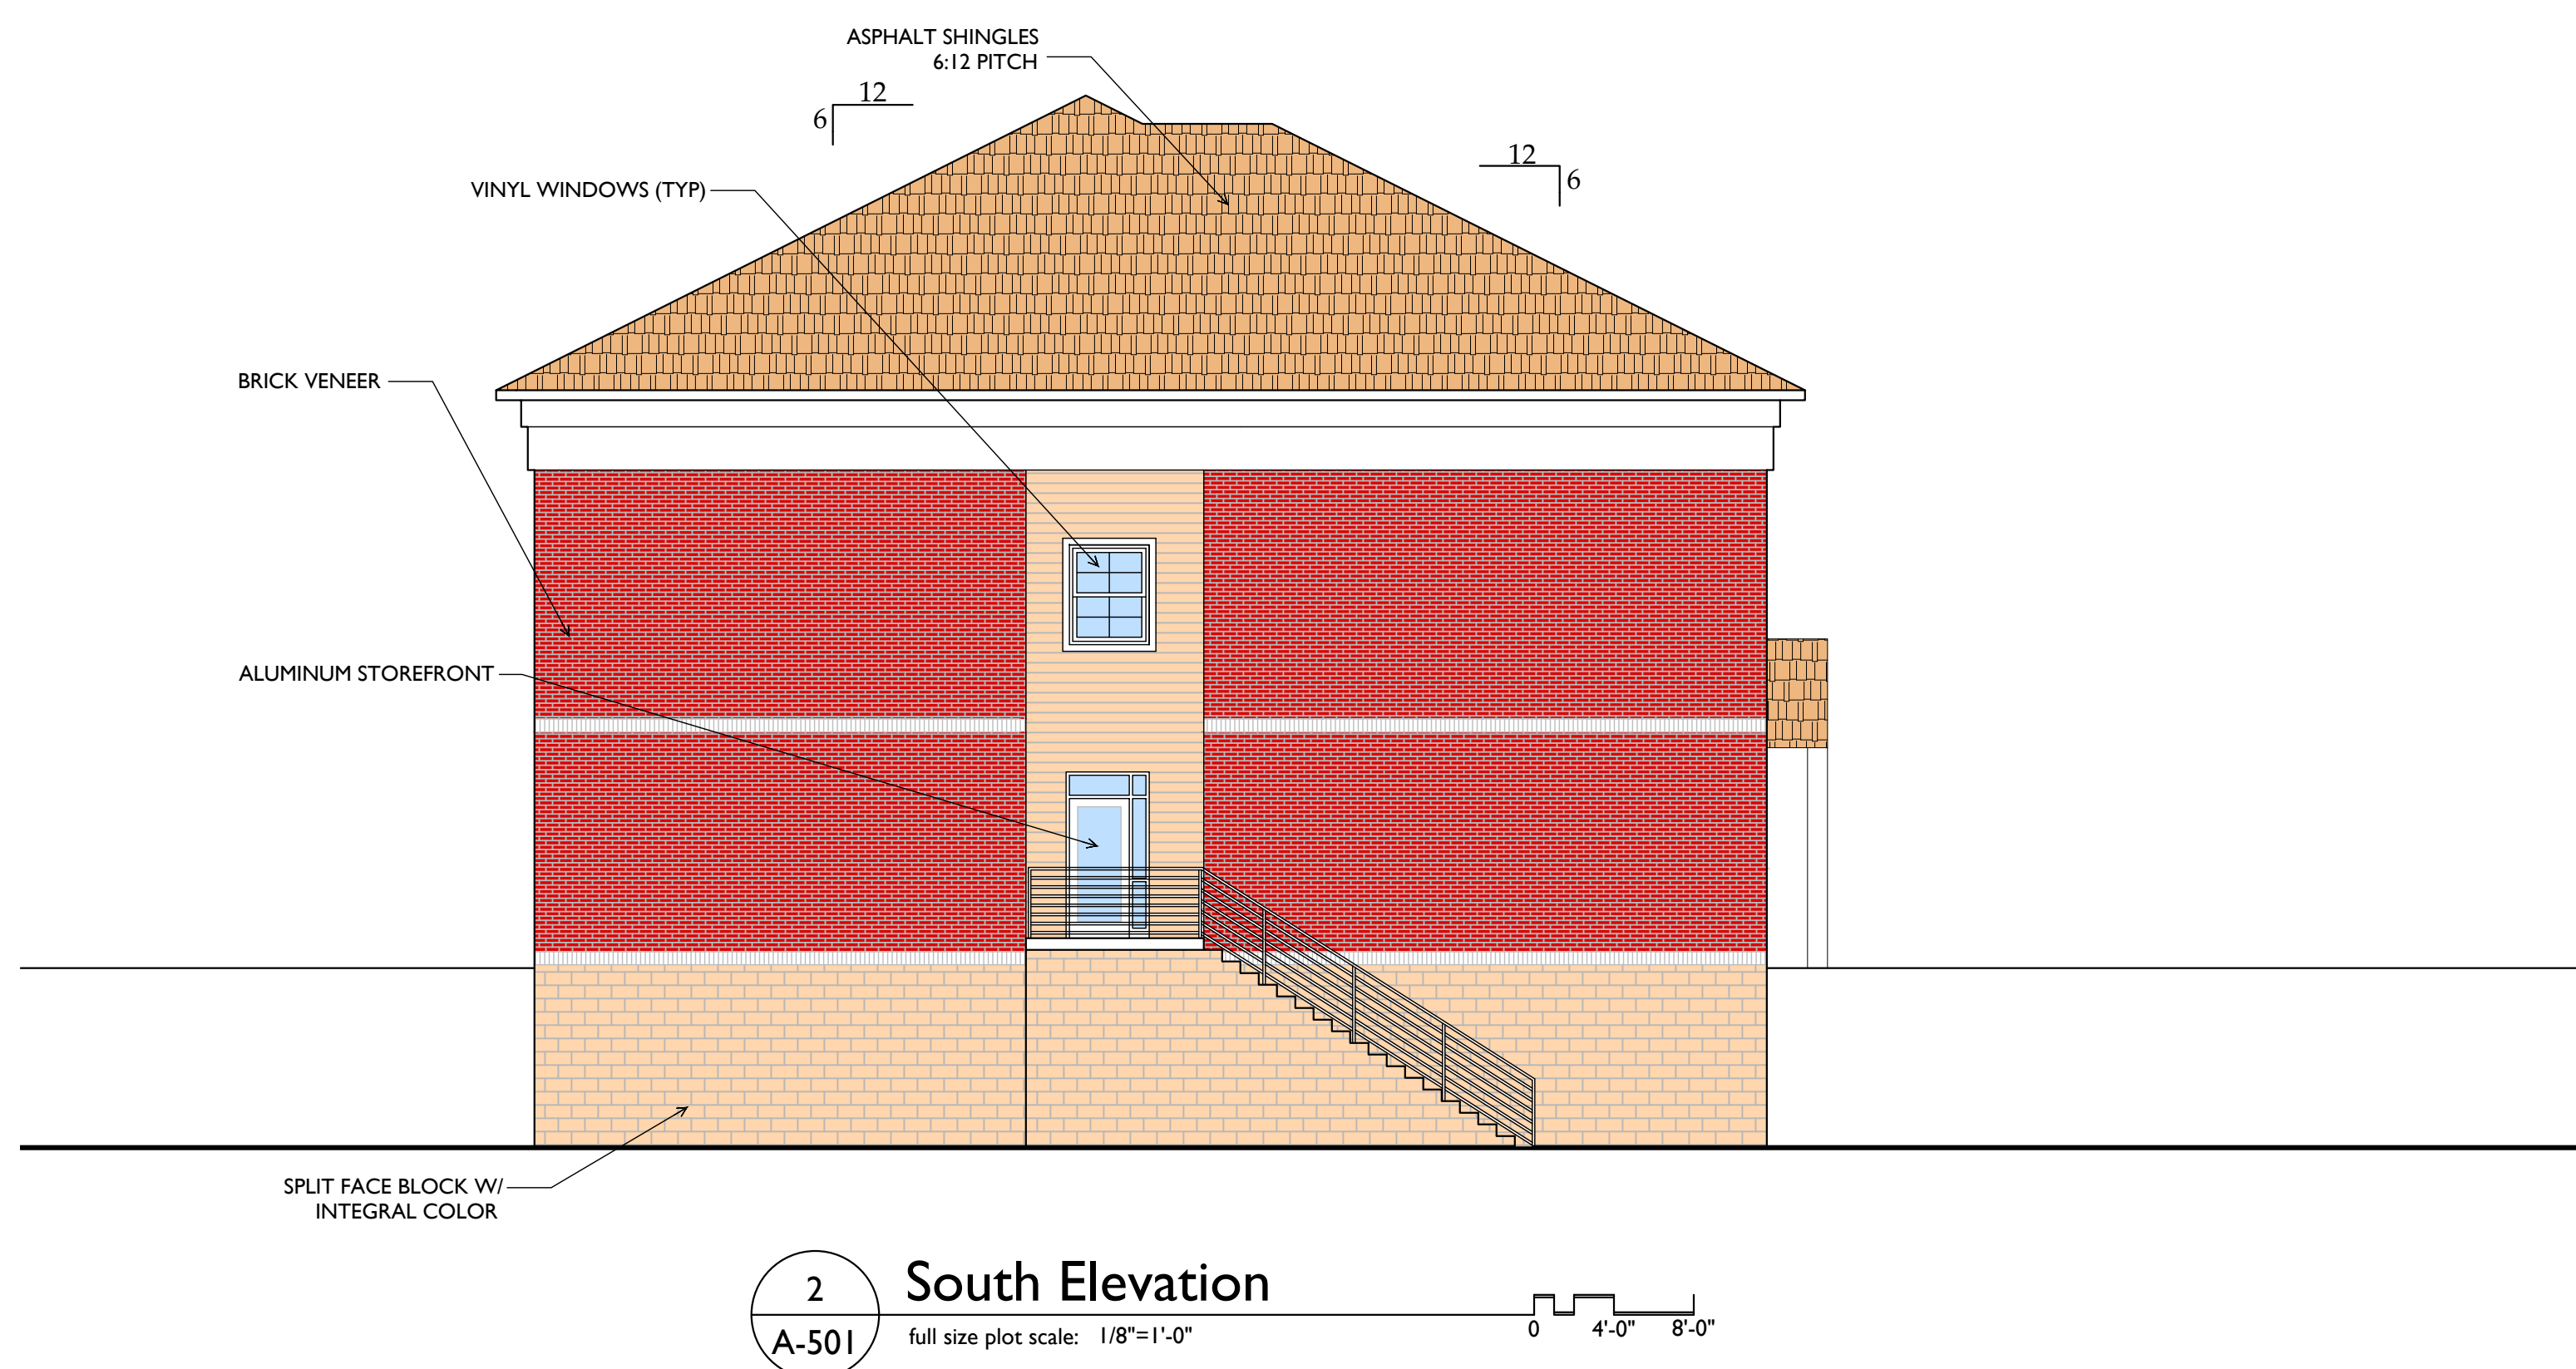 ASPHALT SHINGLES
6:12 PITCH
12
6
12
6
VINYL WINDOWS (TYP)
BRICK VENEER
ALUMINUM STOREFRONT
SPLIT FACE BLOCK W/
INTEGRAL COLOR
2
A-501
South Elevation
full size plot scale: 1/8"=1'-0"
0 4'-0" 8'-0"